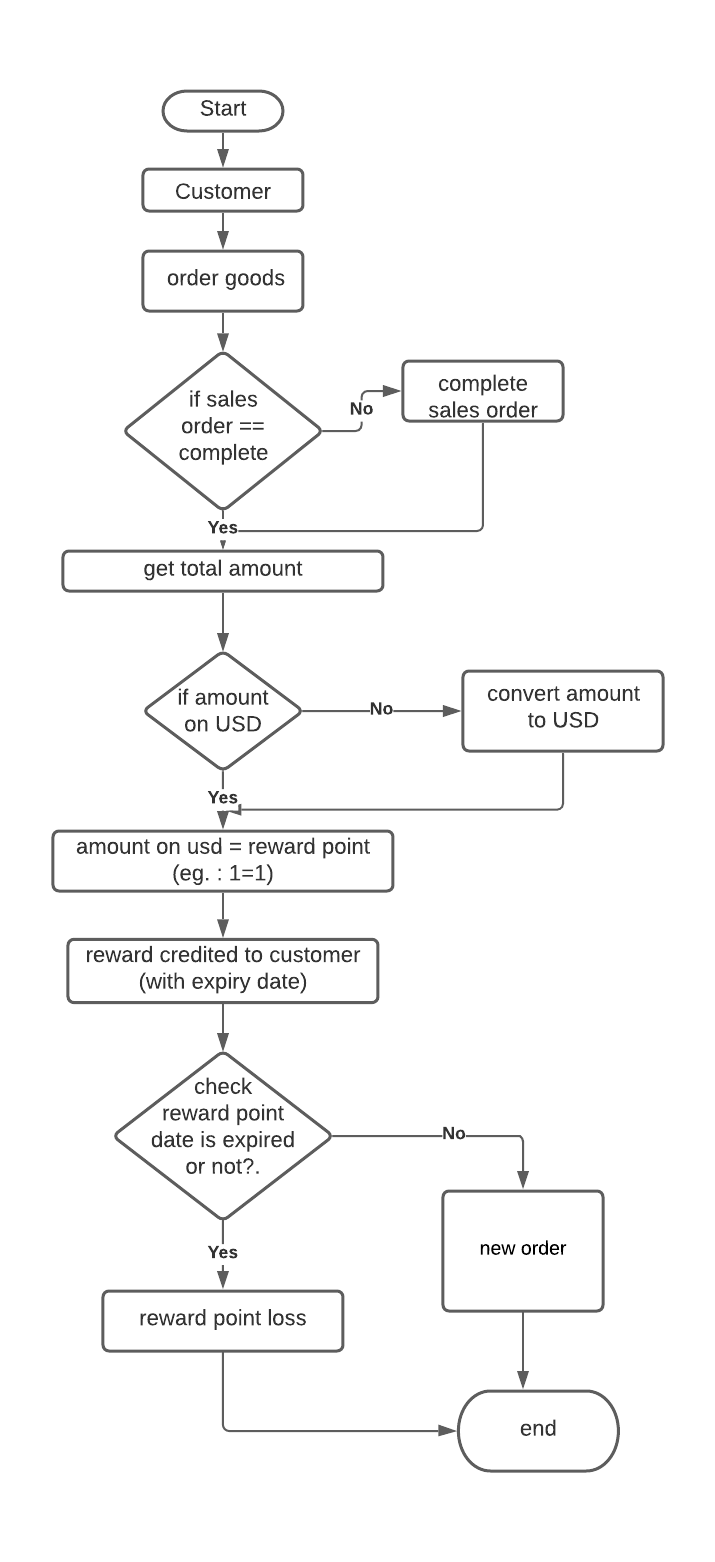 Start
Customer
order goods
if sales
order ==
complete
No
complete
sales order
Yes
get total amount
if amount
on USD
No
convert amount
to USD
Yes
amount on usd = reward point
(eg. : 1=1)
reward credited to customer
(with expiry date)
check
reward point
date is expired
or not?.
No
new order
Yes
reward point loss
end